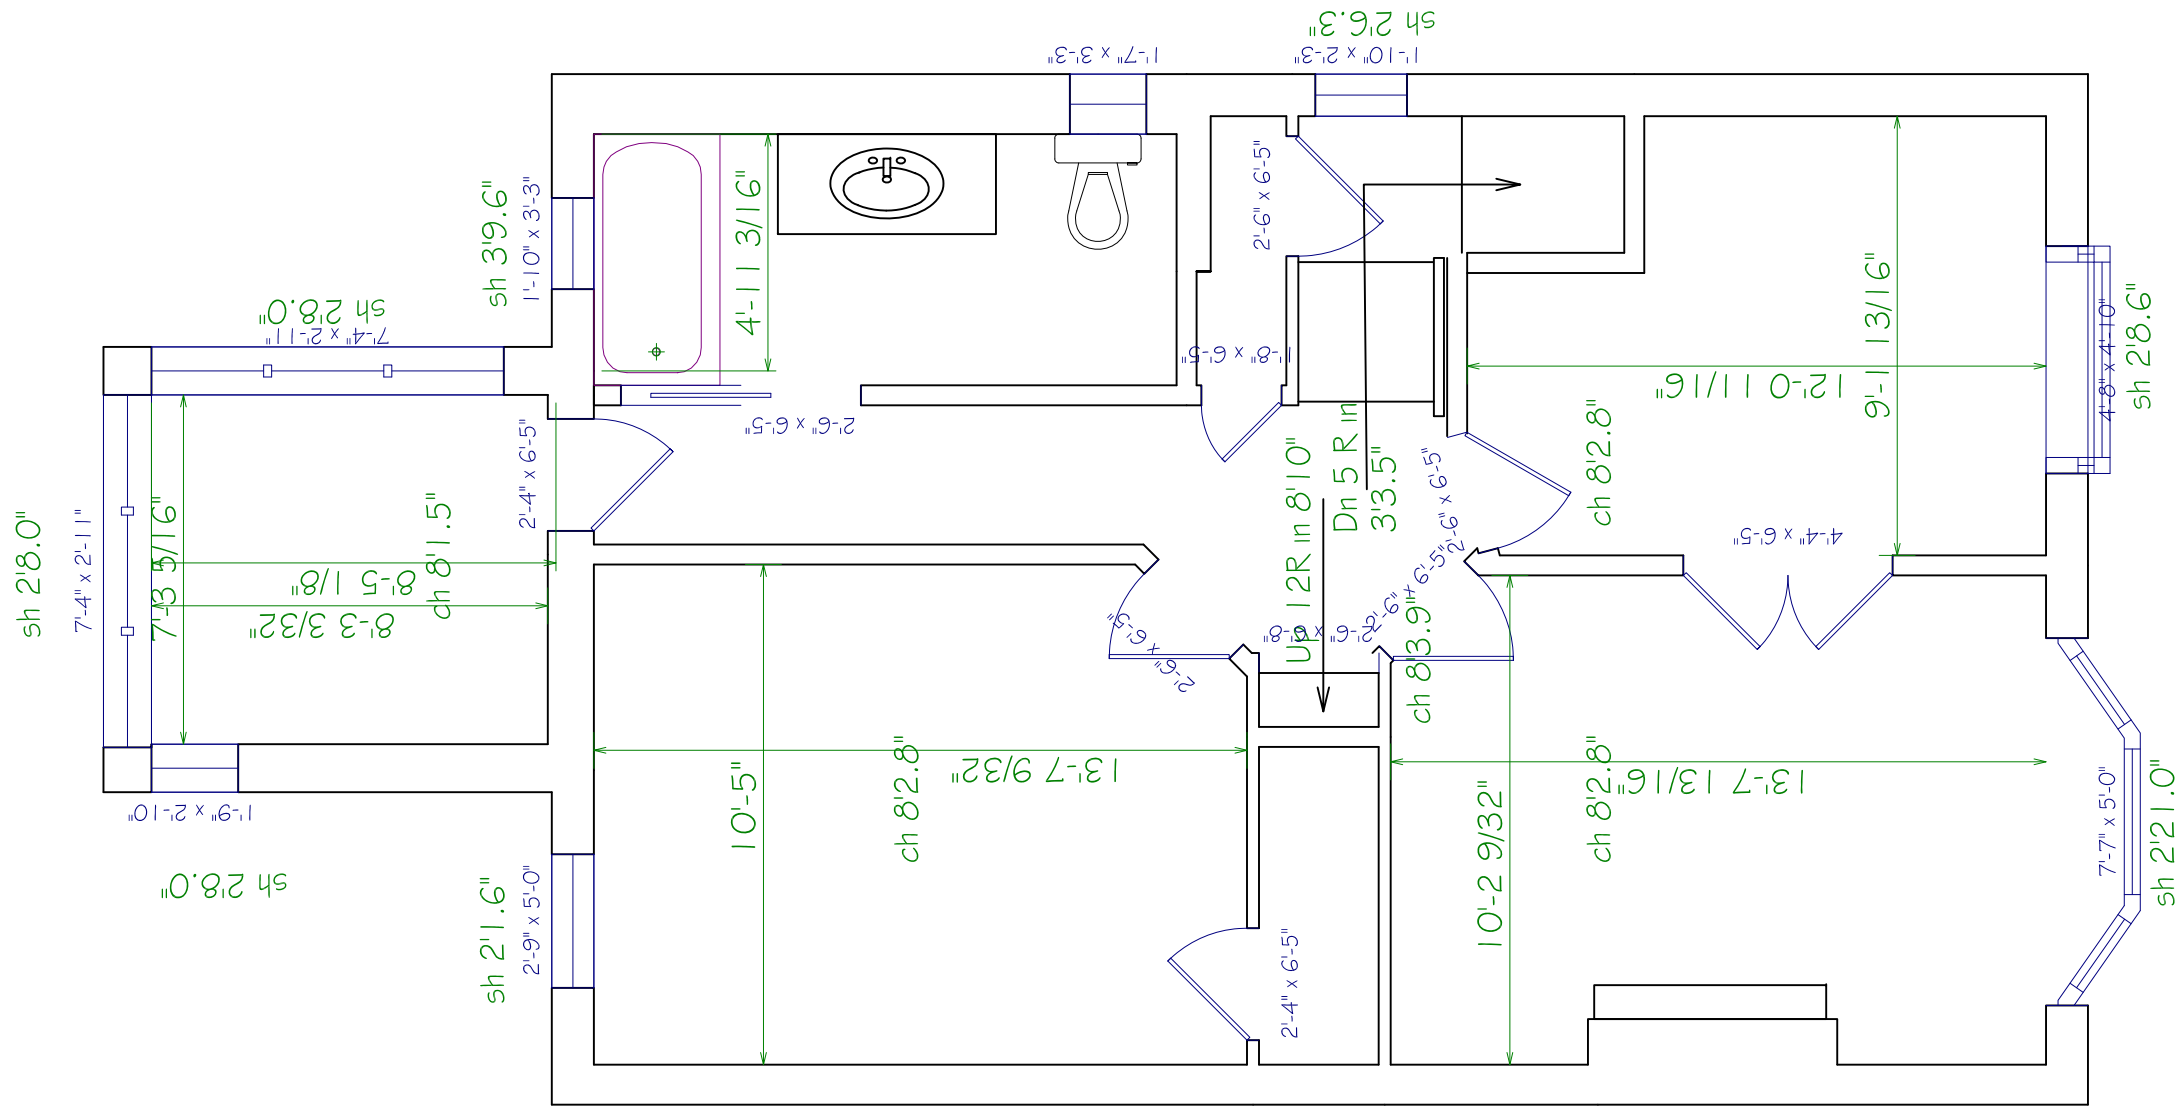 sh 2'6.3"
1'-7" x 3'-3"
1'-10" x 2'-3"
sh 3'9.6"
1'-10" x 3'-3"
4'-11 3/16"
2'-6" x 6'-5"
sh 2'8.0"
7'-4" x 2'-11"
1'-8" x 6'-5"
9'-1 13/16"
12'-0 11/16"
4'-8" x 4'-10"
sh 2'8.6"
2'-6" x 6'-5"
2'-4" x 6'-5"
ch 8'2.8"
sh 2'8.0"
7'-4" x 2'-11"
7'-3 5/16"
8'-5 1/8"
8'-3 3/32"
ch 8'1.5"
Up 12R in 8'10"
Dn 5 R in
3'3.5"
2'-6" x 6'-5"
4'-4" x 6'-5"
2'-6" x 6'-5"
2'-6" x 6'-8"
2'-9" x 6'-5"
ch 8'3.9"
10'-5"
13'-7 9/32"
ch 8'2.8"
13'-7 13/16"
ch 8'2.8"
10'-2 9/32"
7'-7" x 5'-0"
sh 2'21.0"
1'-9" x 2'-10"
sh 2'8.0"
sh 2'1.6"
2'-9" x 5'-0"
2'-4" x 6'-5"